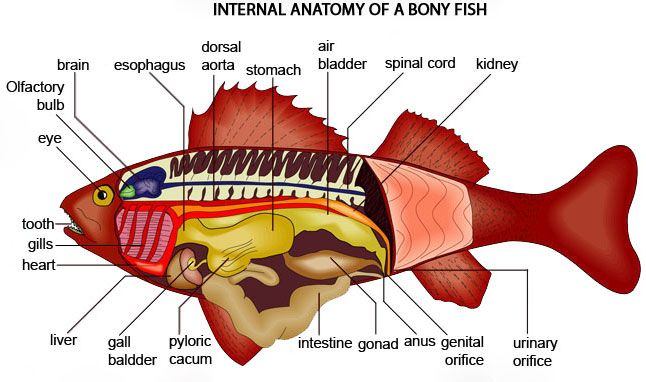 INTERNAL ANATOMY OF A BONY FISH
brain
esophagus
dorsal
aorta
stomach
air
bladder
spinal cord
kidney
Olfactory
bulb
eye
tooth
gills
heart
liver
gall
baldder
pyloric
cacum
intestine
gonad
anus
genital
orifice
urinary
orifice